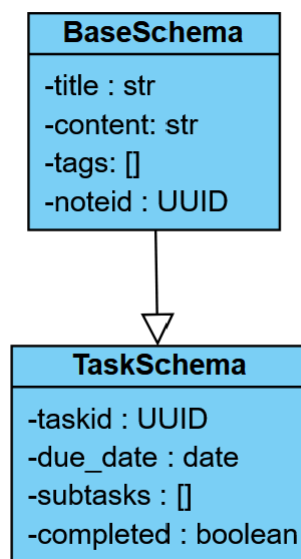 BaseSchema
-title : str
-content: str
-tags: []
-noteid : UUID
TaskSchema
-taskid : UUID
-due_date : date
-subtasks : []
-completed : boolean